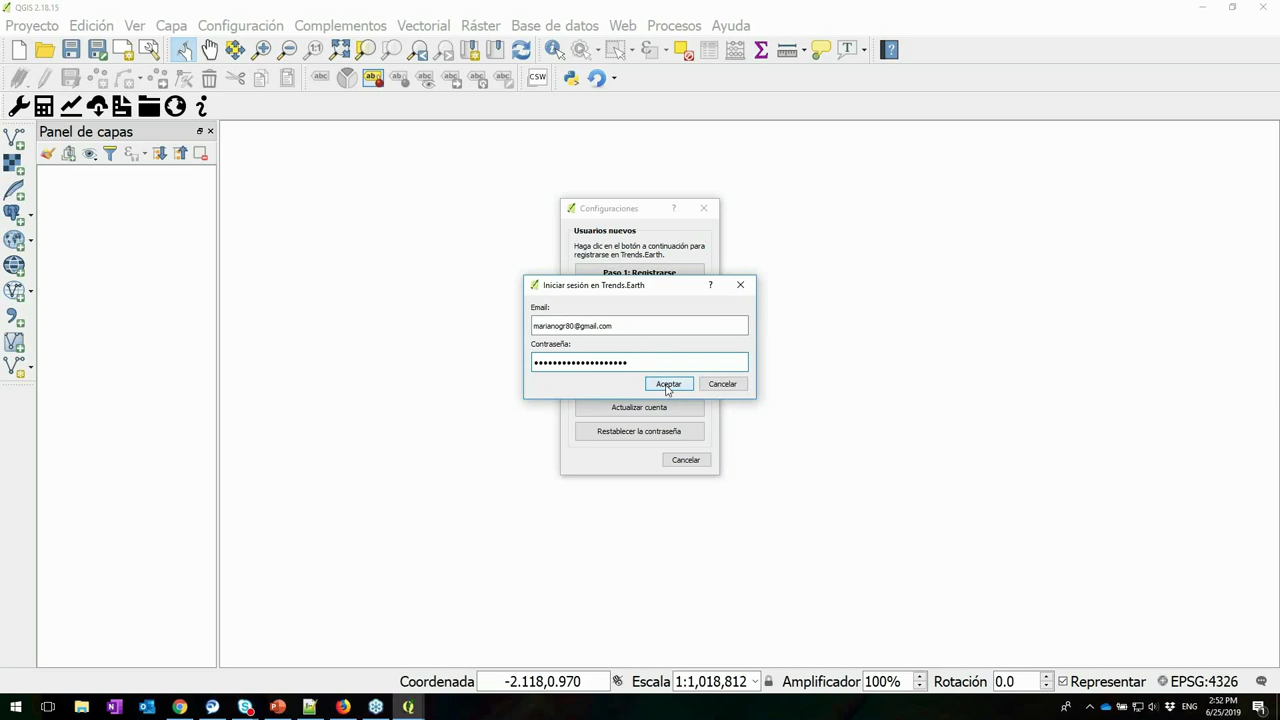 QGIS 2.18.15
Proyecto Edición Ver Capa Configuración Complementos Vectorial Ráster Base de datos Web Procesos Ayuda
Panel de capas
Configuraciones
Usuarios nuevos
Haga clic en el botón a continuación para
registrarse en Trends.Earth.
Paso 1: Registrarse
Iniciar sesión en Trends.Earth
Email:
marianogr80@gmail.com
Contraseña:
••••••••••••••••••••
Aceptar Cancelar
Actualizar cuenta
Restablecer la contraseña
Cancelar
Coordenada -2.118,0.970 Escala 1:1,018,812 Amplificador 100% Rotación 0.0 Representar EPSG:4326
ENG 2:52 PM
6/25/2019